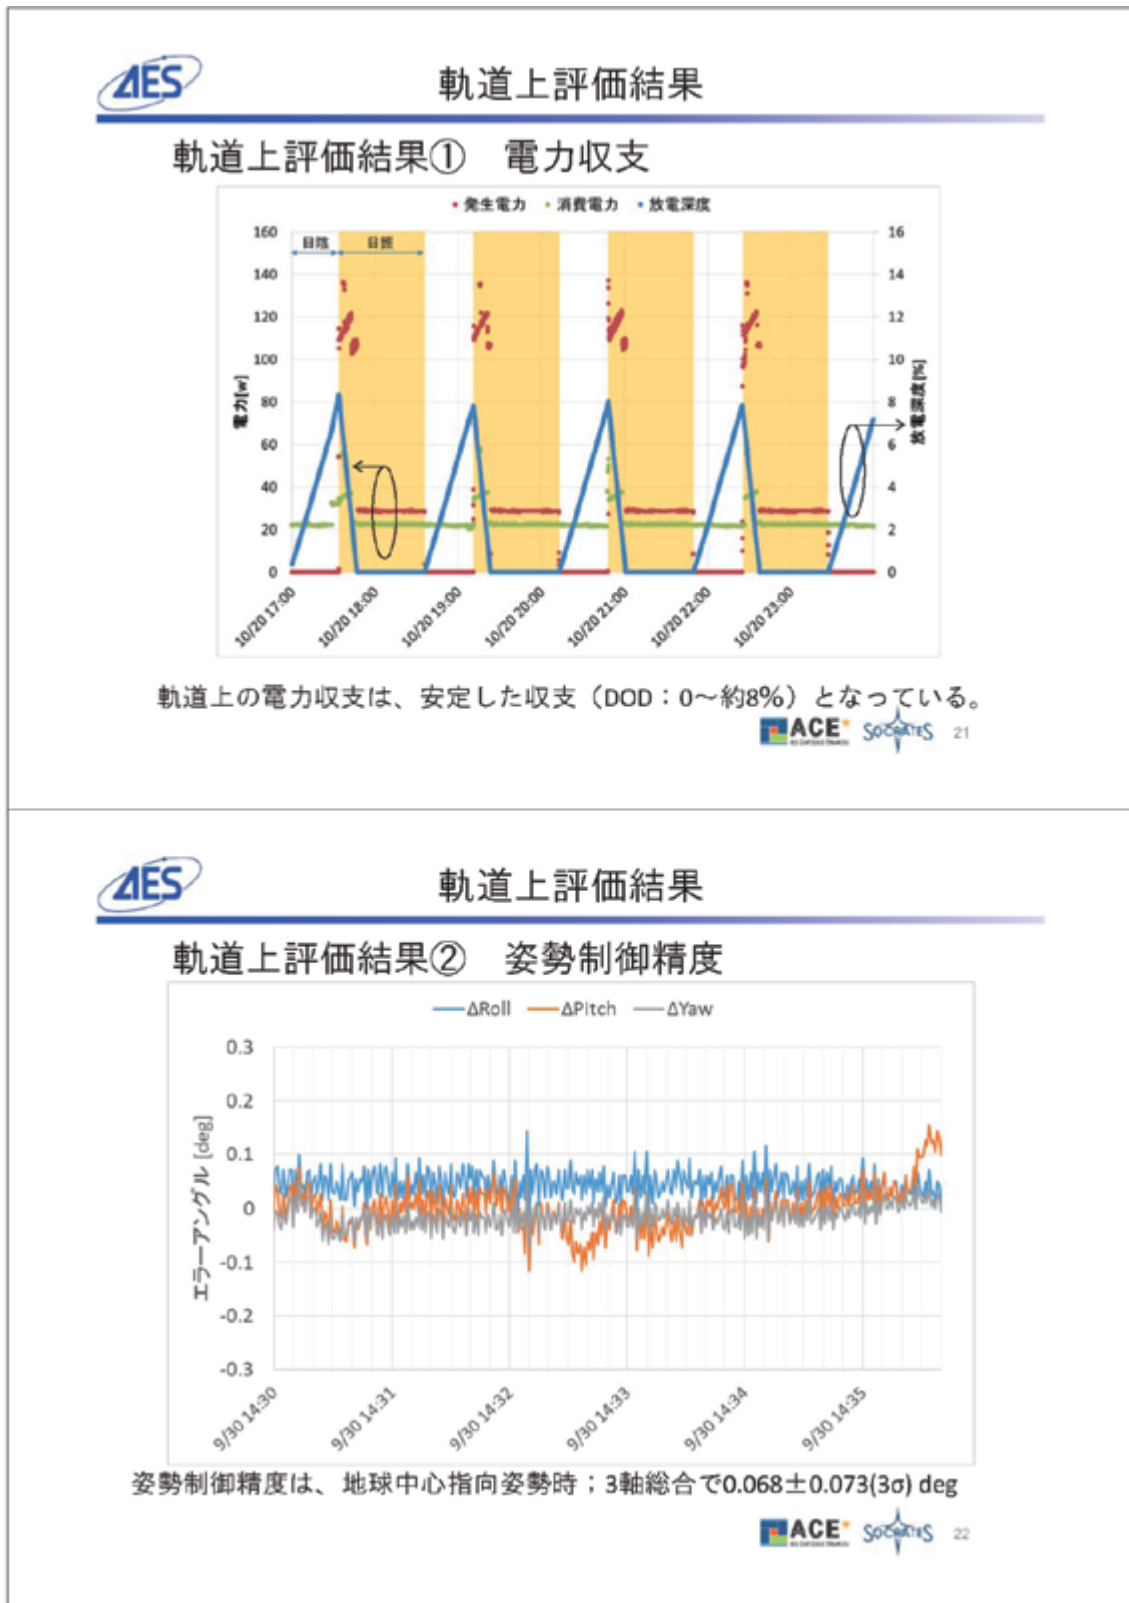 AES
軌道上評価結果
軌道上評価結果① 電力収支
発生電力 消費電力 放電深度
160
140
120
100
80
60
40
20
0
電力[w]
日陰 日照
16
14
12
10
8
6
4
2
0
放電深度[%]
10/20 17:00
10/20 18:00
10/20 19:00
10/20 20:00
10/20 21:00
10/20 22:00
10/20 23:00
軌道上の電力収支は、安定した収支（DOD：0～約8%）となっている。
ACE
SOCRATES
21
AES
軌道上評価結果
軌道上評価結果② 姿勢制御精度
ΔRoll ΔPitch ΔYaw
0.3
0.2
0.1
0
-0.1
-0.2
-0.3
エラーアングル [deg]
9/30 14:30
9/30 14:31
9/30 14:32
9/30 14:33
9/30 14:34
9/30 14:35
姿勢制御精度は、地球中心指向姿勢時；3軸総合で0.068±0.073(3σ) deg
ACE
SOCRATES
22